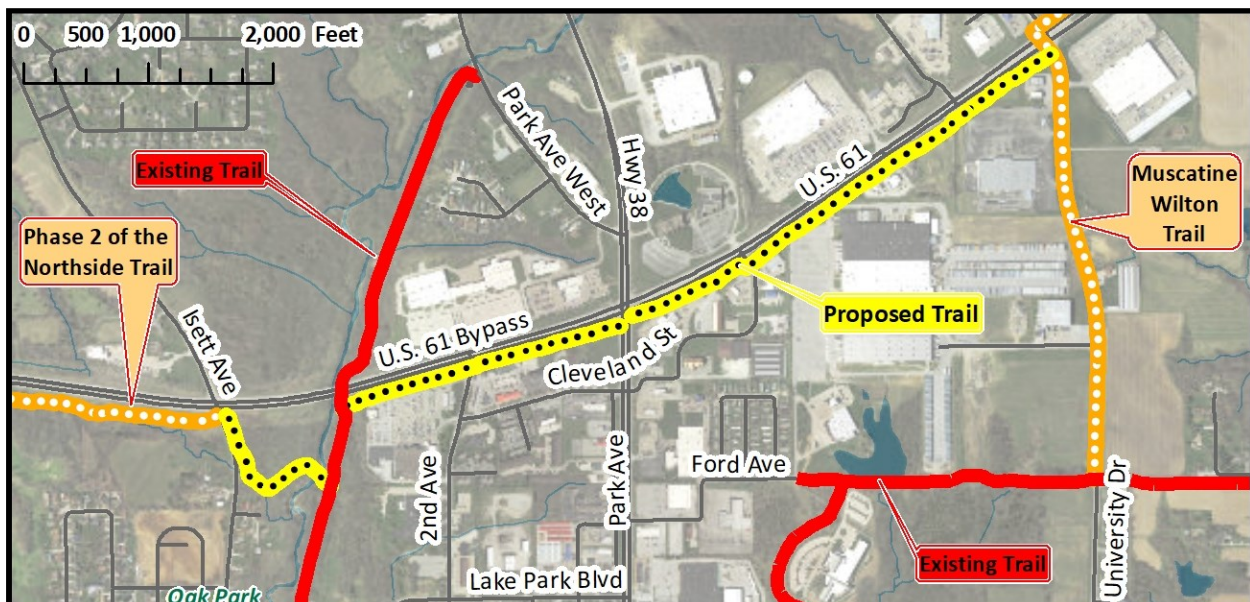 0 500 1,000 2,000 Feet
Existing Trail
Park Ave West
Hwy 38
U.S. 61
Muscatine
Wilton
Trail
Phase 2 of the
Northside Trail
Isett Ave
U.S. 61 Bypass
Proposed Trail
Cleveland St
2nd Ave
Park Ave
Ford Ave
University Dr
Existing Trail
Lake Park Blvd
Oak Park